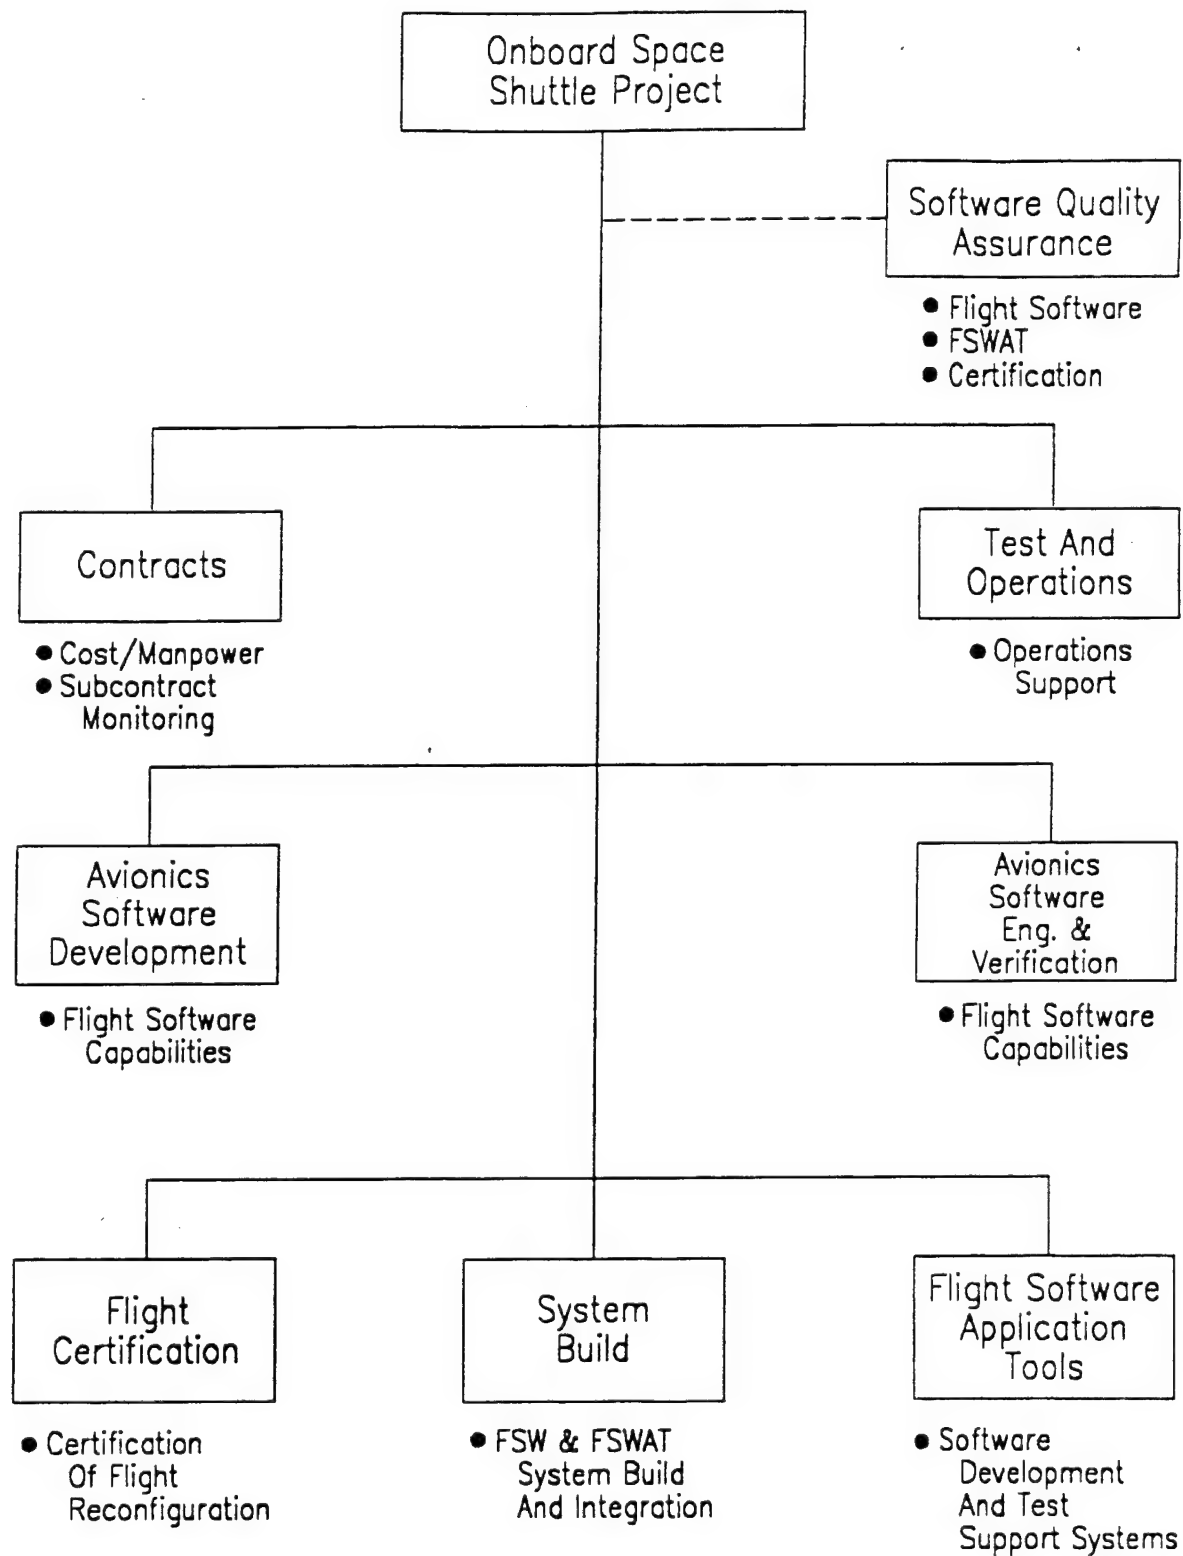 Onboard Space
Shuttle Project
Software Quality
Assurance
● Flight Software
● FSWAT
● Certification
Contracts
● Cost/Manpower
● Subcontract
Monitoring
Test And
Operations
● Operations
Support
Avionics
Software
Development
● Flight Software
Capabilities
Avionics
Software
Eng. &
Verification
● Flight Software
Capabilities
Flight
Certification
● Certification
Of Flight
Reconfiguration
System
Build
● FSW & FSWAT
System Build
And Integration
Flight Software
Application
Tools
● Software
Development
And Test
Support Systems